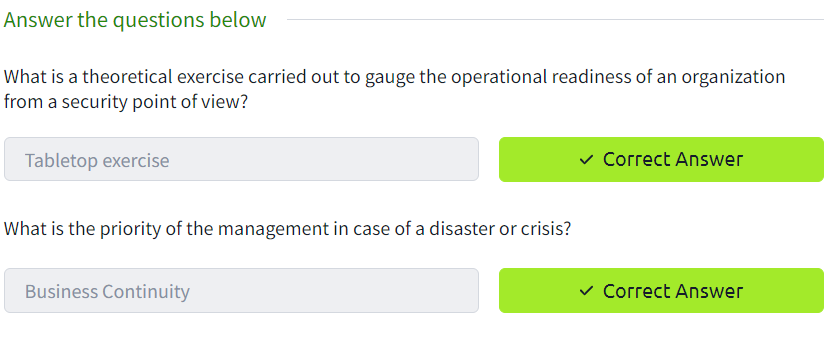 Answer the questions below
What is a theoretical exercise carried out to gauge the operational readiness of an organization
from a security point of view?
Tabletop exercise
✓ Correct Answer
What is the priority of the management in case of a disaster or crisis?
Business Continuity
✓ Correct Answer